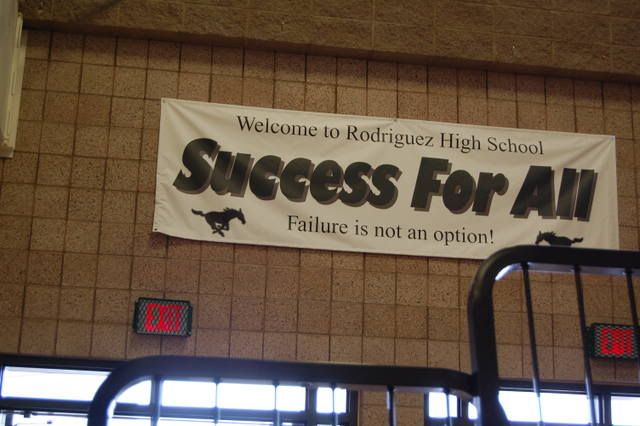 Welcome to Rodriguez High School
Success For All
Failure is not an option!
EXIT
EXIT